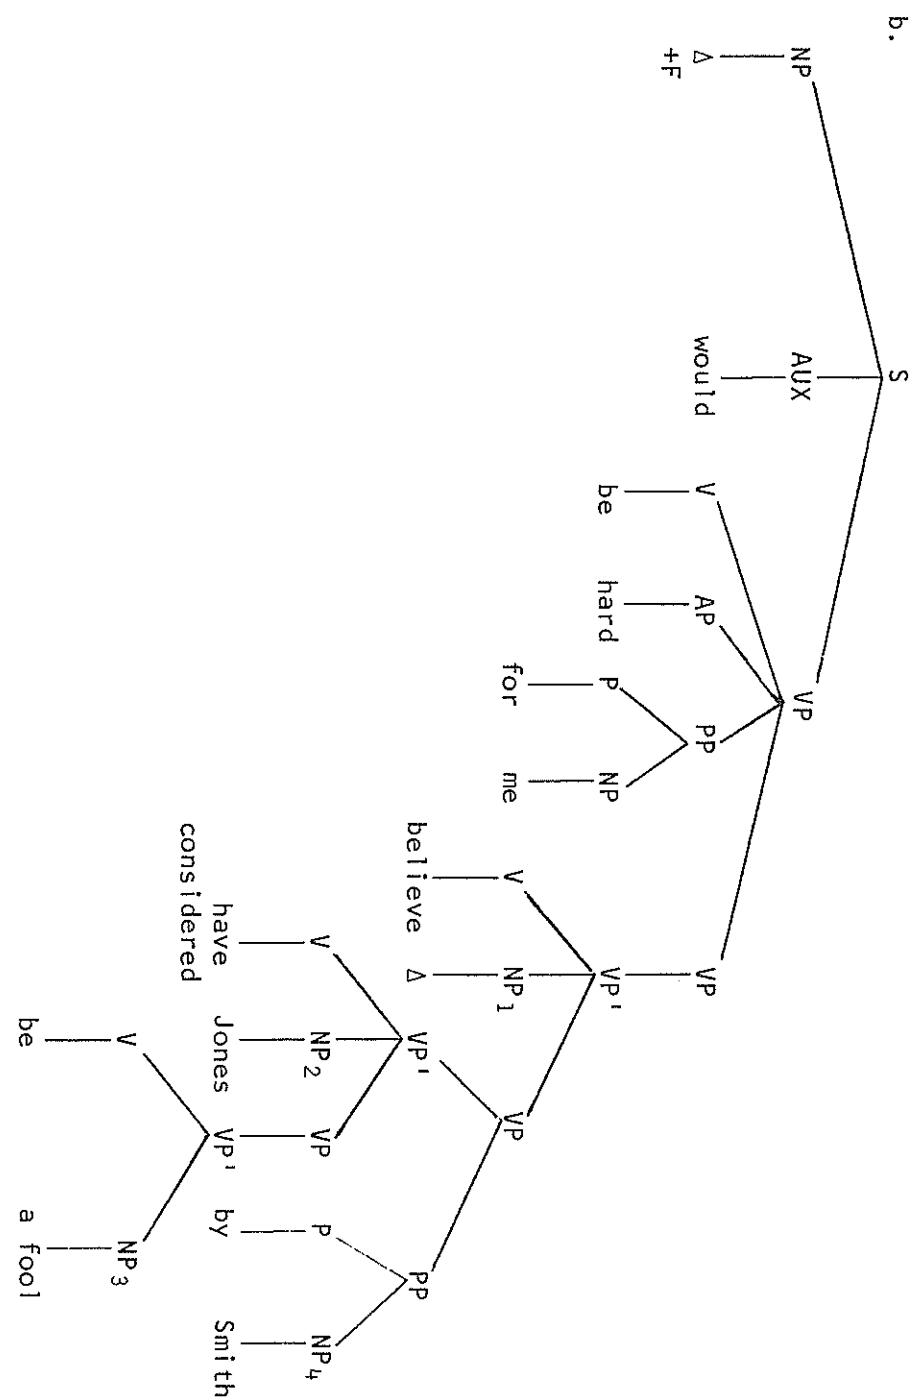 b.
S
NP AUX VP
Δ would V AP PP VP
+F
be hard P NP VP'
for me V NP₁ VP
believe Δ VP' PP
V NP₂ VP P NP₄
have Jones VP' by Smith
considered
V NP₃
be a fool